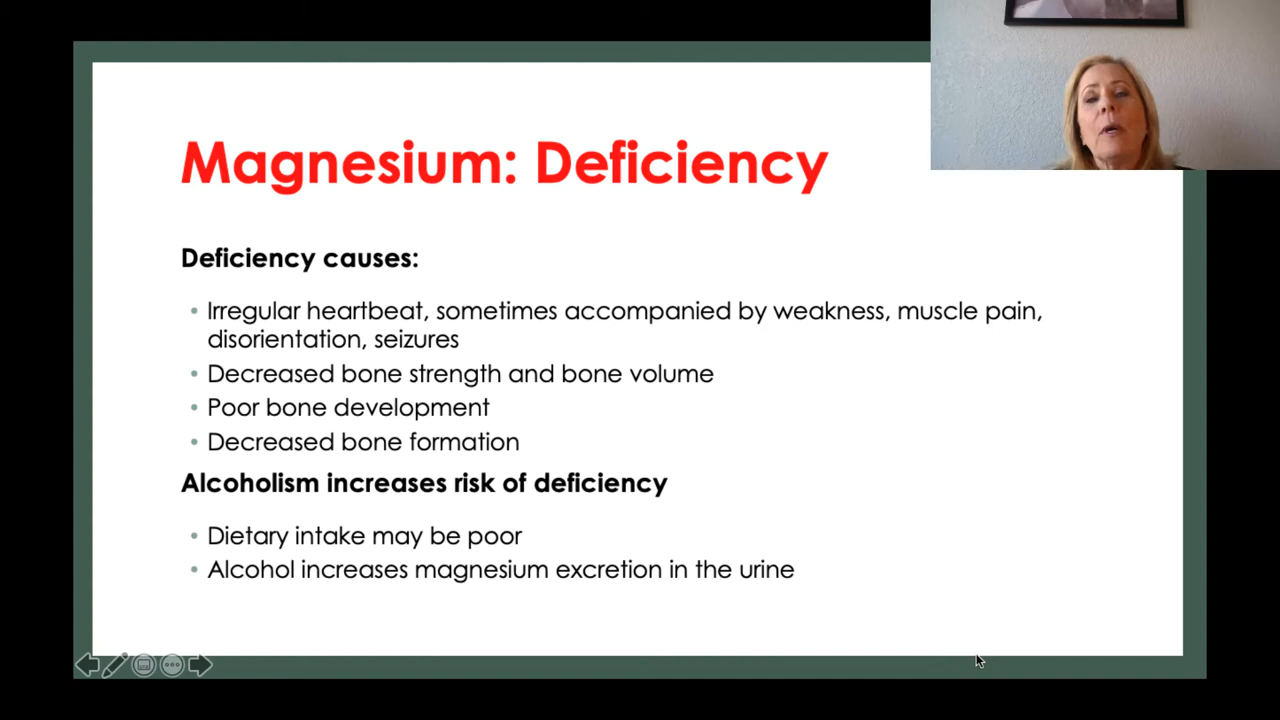 Magnesium: Deficiency
Deficiency causes:
• Irregular heartbeat, sometimes accompanied by weakness, muscle pain,
disorientation, seizures
• Decreased bone strength and bone volume
• Poor bone development
• Decreased bone formation
Alcoholism increases risk of deficiency
• Dietary intake may be poor
• Alcohol increases magnesium excretion in the urine